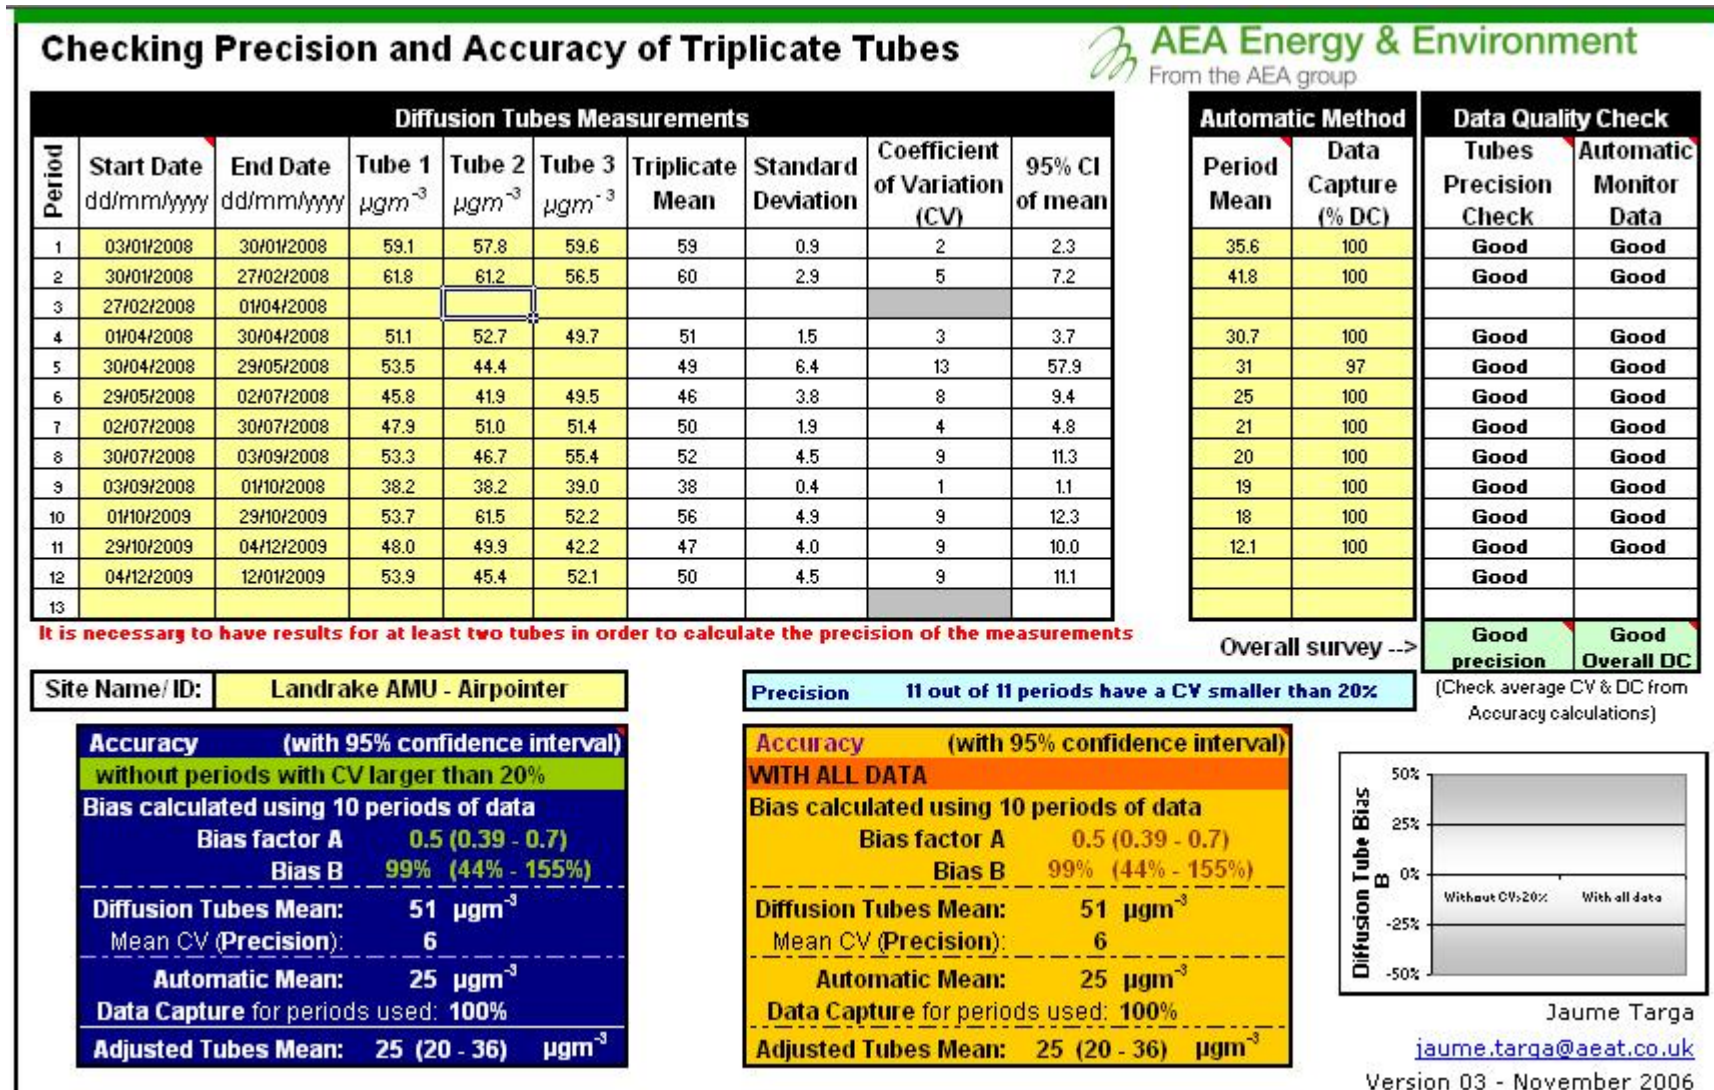 Checking Precision and Accuracy of Triplicate Tubes
AEA Energy & Environment
From the AEA group
Diffusion Tubes Measurements
Automatic Method
Data Quality Check
Period Start Date dd/mm/yyyy End Date dd/mm/yyyy Tube 1 µgm-3 Tube 2 µgm-3 Tube 3 µgm-3 Triplicate Mean Standard Deviation Coefficient of Variation (CV) 95% CI of mean Period Mean Data Capture (% DC) Tubes Precision Check Automatic Monitor Data
1 03/01/2008 30/01/2008 59.1 57.8 59.6 59 0.9 2 2.3 35.6 100 Good Good
2 30/01/2008 27/02/2008 61.8 61.2 56.5 60 2.9 5 7.2 41.8 100 Good Good
3 27/02/2008 01/04/2008
4 01/04/2008 30/04/2008 51.1 52.7 49.7 51 1.5 3 3.7 30.7 100 Good Good
5 30/04/2008 29/05/2008 53.5 44.4 49 6.4 13 57.9 31 97 Good Good
6 29/05/2008 02/07/2008 45.8 41.9 49.5 46 3.8 8 9.4 25 100 Good Good
7 02/07/2008 30/07/2008 47.9 51.0 51.4 50 1.9 4 4.8 21 100 Good Good
8 30/07/2008 03/09/2008 53.3 46.7 55.4 52 4.5 9 11.3 20 100 Good Good
9 03/09/2008 01/10/2008 38.2 38.2 39.0 38 0.4 1 1.1 19 100 Good Good
10 01/10/2009 29/10/2009 53.7 61.5 52.2 56 4.9 9 12.3 18 100 Good Good
11 29/10/2009 04/12/2009 48.0 49.9 42.2 47 4.0 9 10.0 12.1 100 Good Good
12 04/12/2009 12/01/2009 53.9 45.4 52.1 50 4.5 9 11.1 Good
13
It is necessary to have results for at least two tubes in order to calculate the precision of the measurements
Overall survey -->
Good precision
Good Overall DC
(Check average CV & DC from
Accuracy calculations)
Site Name/ ID: Landrake AMU - Airpointer
Precision 11 out of 11 periods have a CV smaller than 20%
Accuracy (with 95% confidence interval)
without periods with CV larger than 20%
Bias calculated using 10 periods of data
Bias factor A 0.5 (0.39 - 0.7)
Bias B 99% (44% - 155%)
Diffusion Tubes Mean: 51 µgm-3
Mean CV (Precision): 6
Automatic Mean: 25 µgm-3
Data Capture for periods used: 100%
Adjusted Tubes Mean: 25 (20 - 36) µgm-3
Accuracy (with 95% confidence interval)
WITH ALL DATA
Bias calculated using 10 periods of data
Bias factor A 0.5 (0.39 - 0.7)
Bias B 99% (44% - 155%)
Diffusion Tubes Mean: 51 µgm-3
Mean CV (Precision): 6
Automatic Mean: 25 µgm-3
Data Capture for periods used: 100%
Adjusted Tubes Mean: 25 (20 - 36) µgm-3
Diffusion Tube Bias B
50%
25%
0%
-25%
-50%
Without CV>20%
With all data
Jaume Targa
jaume.targa@aeat.co.uk
Version 03 - November 2006